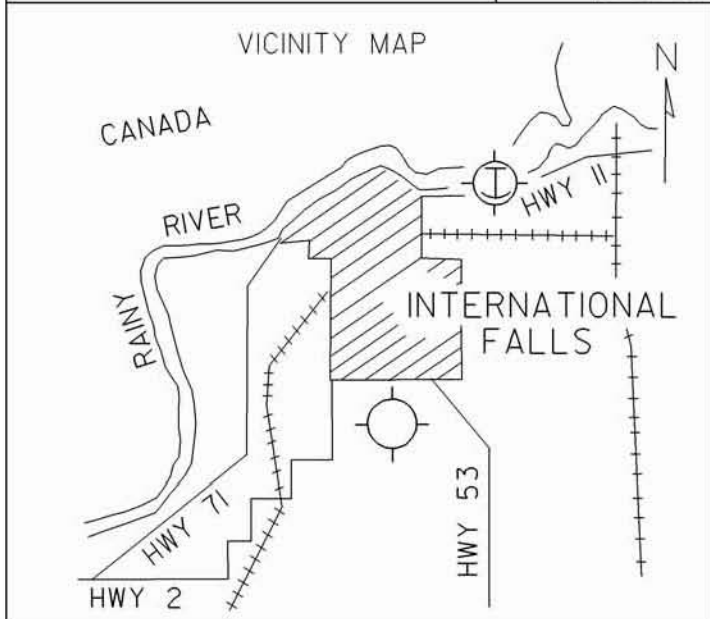 VICINITY MAP
N
CANADA
HWY 11
RIVER
RAINY
INTERNATIONAL
FALLS
HWY 71
HWY 53
HWY 2